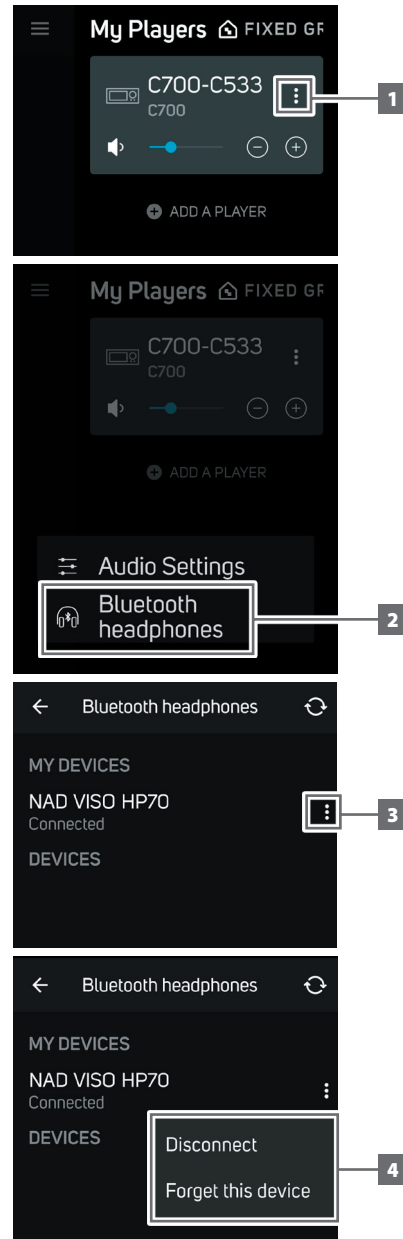 My Players FIXED GR
C700-C533
C700
1
ADD A PLAYER
My Players FIXED GR
C700-C533
C700
ADD A PLAYER
Audio Settings
Bluetooth
headphones
2
Bluetooth headphones
MY DEVICES
NAD VISO HP70
Connected
3
DEVICES
Bluetooth headphones
MY DEVICES
NAD VISO HP70
Connected
DEVICES
Disconnect
Forget this device
4